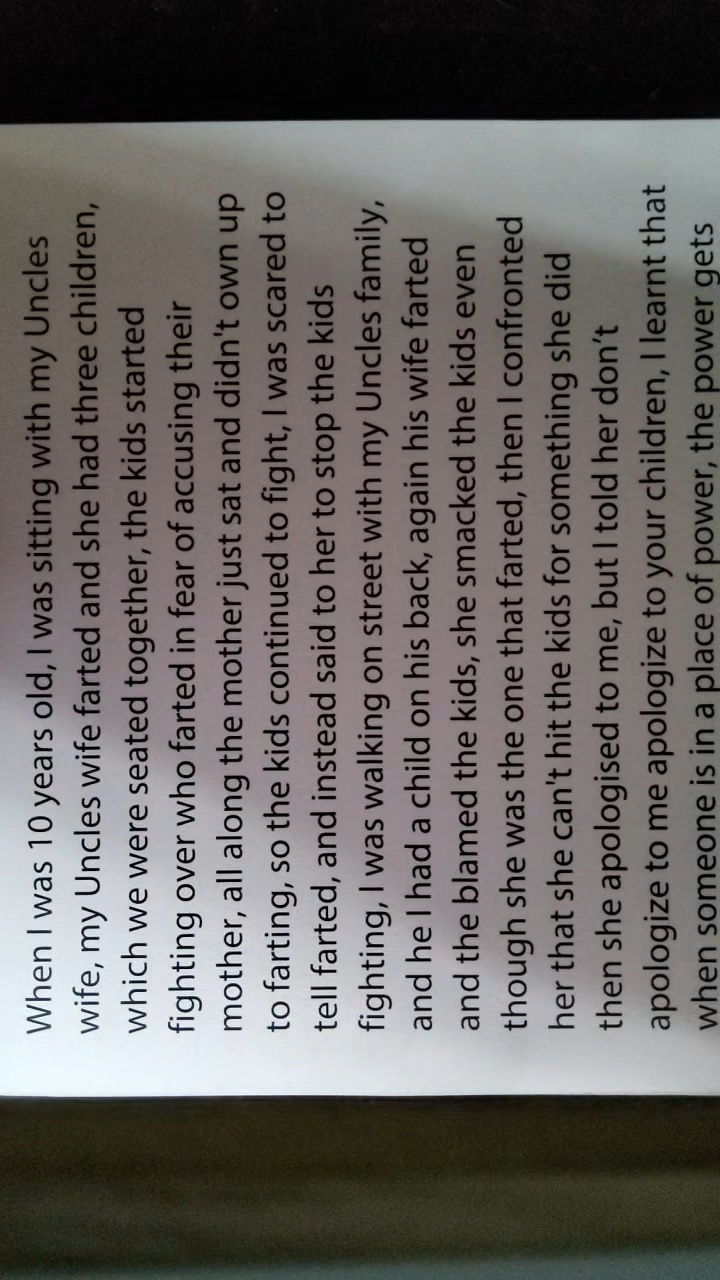 When I was 10 years old, I was sitting with my Uncles
wife, my Uncles wife farted and she had three children,
which we were seated together, the kids started
fighting over who farted in fear of accusing their
mother, all along the mother just sat and didn't own up
to farting, so the kids continued to fight, I was scared to
tell farted, and instead said to her to stop the kids
fighting, I was walking on street with my Uncles family,
and he I had a child on his back, again his wife farted
and the blamed the kids, she smacked the kids even
though she was the one that farted, then I confronted
her that she can't hit the kids for something she did
then she apologised to me, but I told her don't
apologize to me apologize to your children, I learnt that
when someone is in a place of power, the power gets